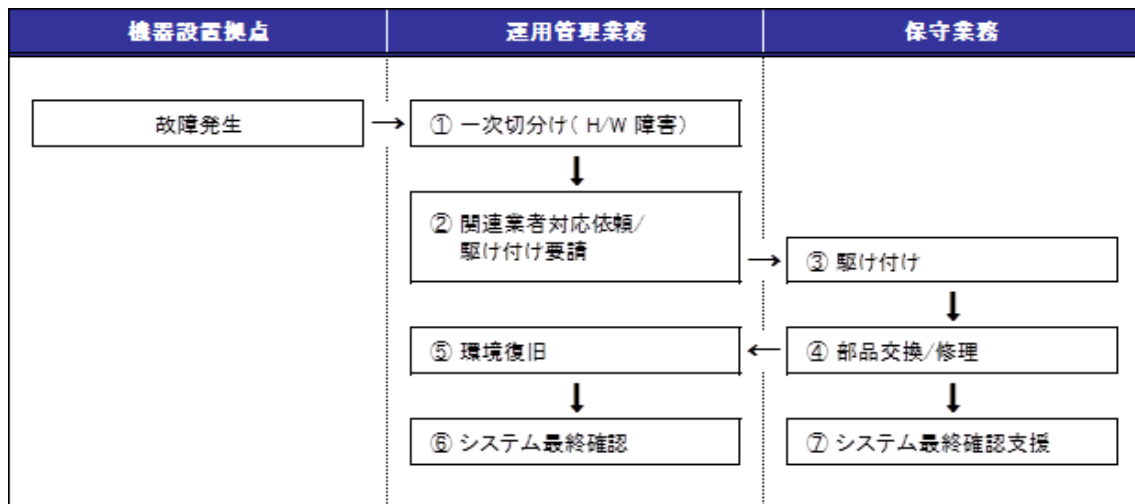 機器設置拠点
運用管理業務
保守業務
故障発生
① 一次切分け( H/W 障害)
② 関連業者対応依頼/
駆け付け要請
③ 駆け付け
⑤ 環境復旧
④ 部品交換/修理
⑥ システム最終確認
⑦ システム最終確認支援